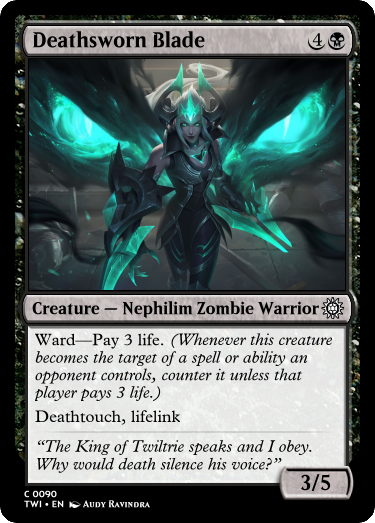 Deathsworn Blade 4
Creature — Nephilim Zombie Warrior
Ward—Pay 3 life. (Whenever this creature
becomes the target of a spell or ability an
opponent controls, counter it unless that
player pays 3 life.)
Deathtouch, lifelink
“The King of Twiltrie speaks and I obey.
Why would death silence his voice?”
3/5
C 0090
TWI • EN Audy Ravindra